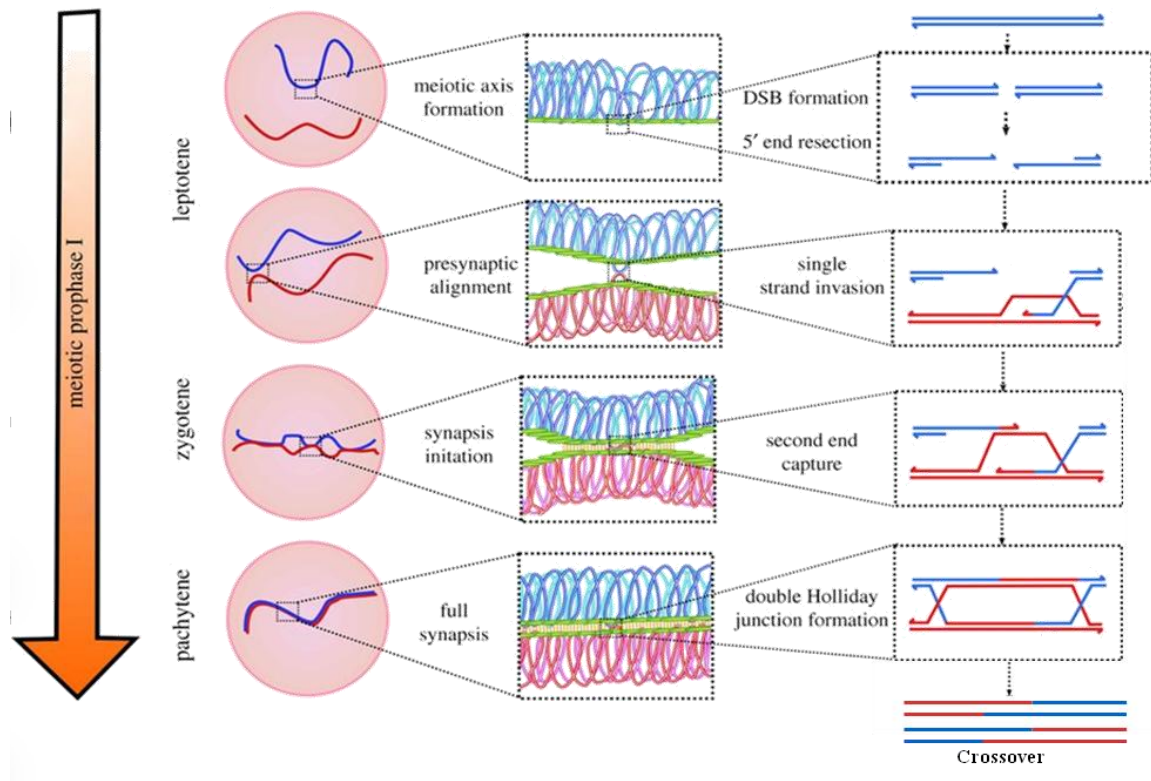 meiotic prophase I
leptotene
zygotene
pachytene
meiotic axis
formation
DSB formation
5′ end resection
presynaptic
alignment
single
strand invasion
synapsis
initation
second end
capture
full
synapsis
double Holliday
junction formation
Crossover